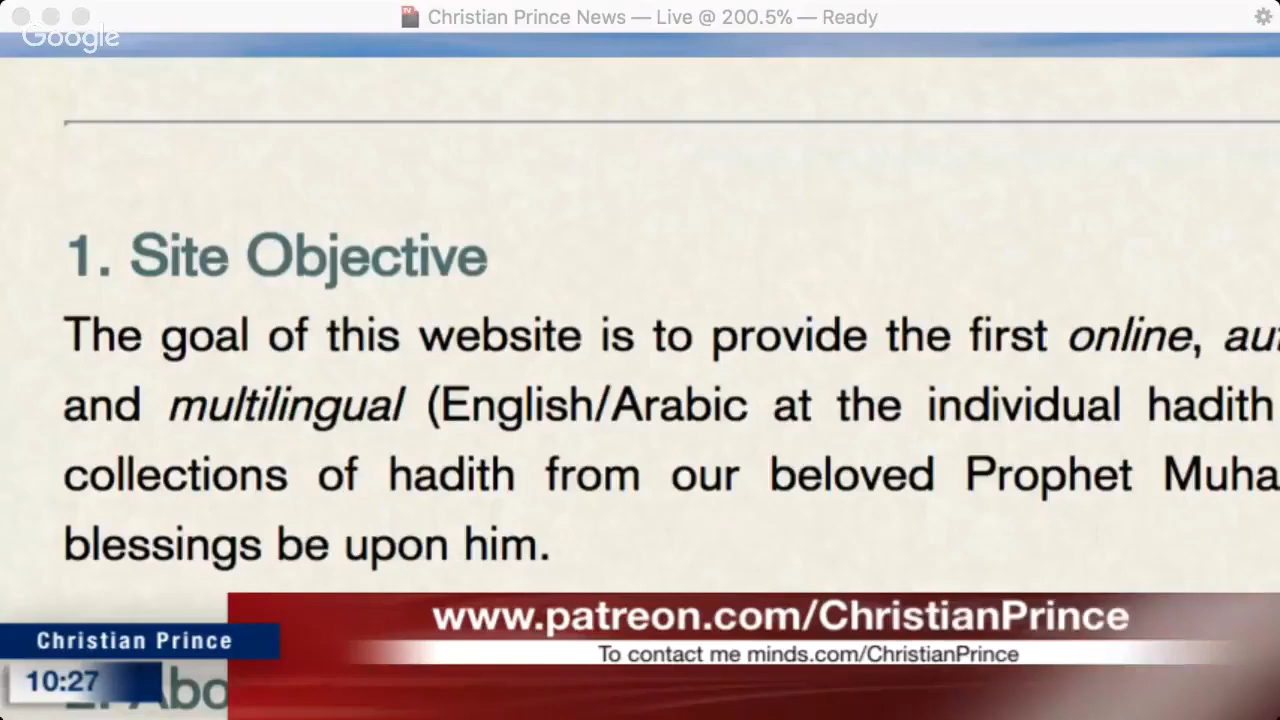 Christian Prince News — Live @ 200.5% — Ready
Google
1. Site Objective
The goal of this website is to provide the first online,
and multilingual (English/Arabic at the individual hadith
collections of hadith from our beloved Prophet Muha
blessings be upon him.
www.patreon.com/ChristianPrince
Christian Prince
To contact me minds.com/ChristianPrince
10:27